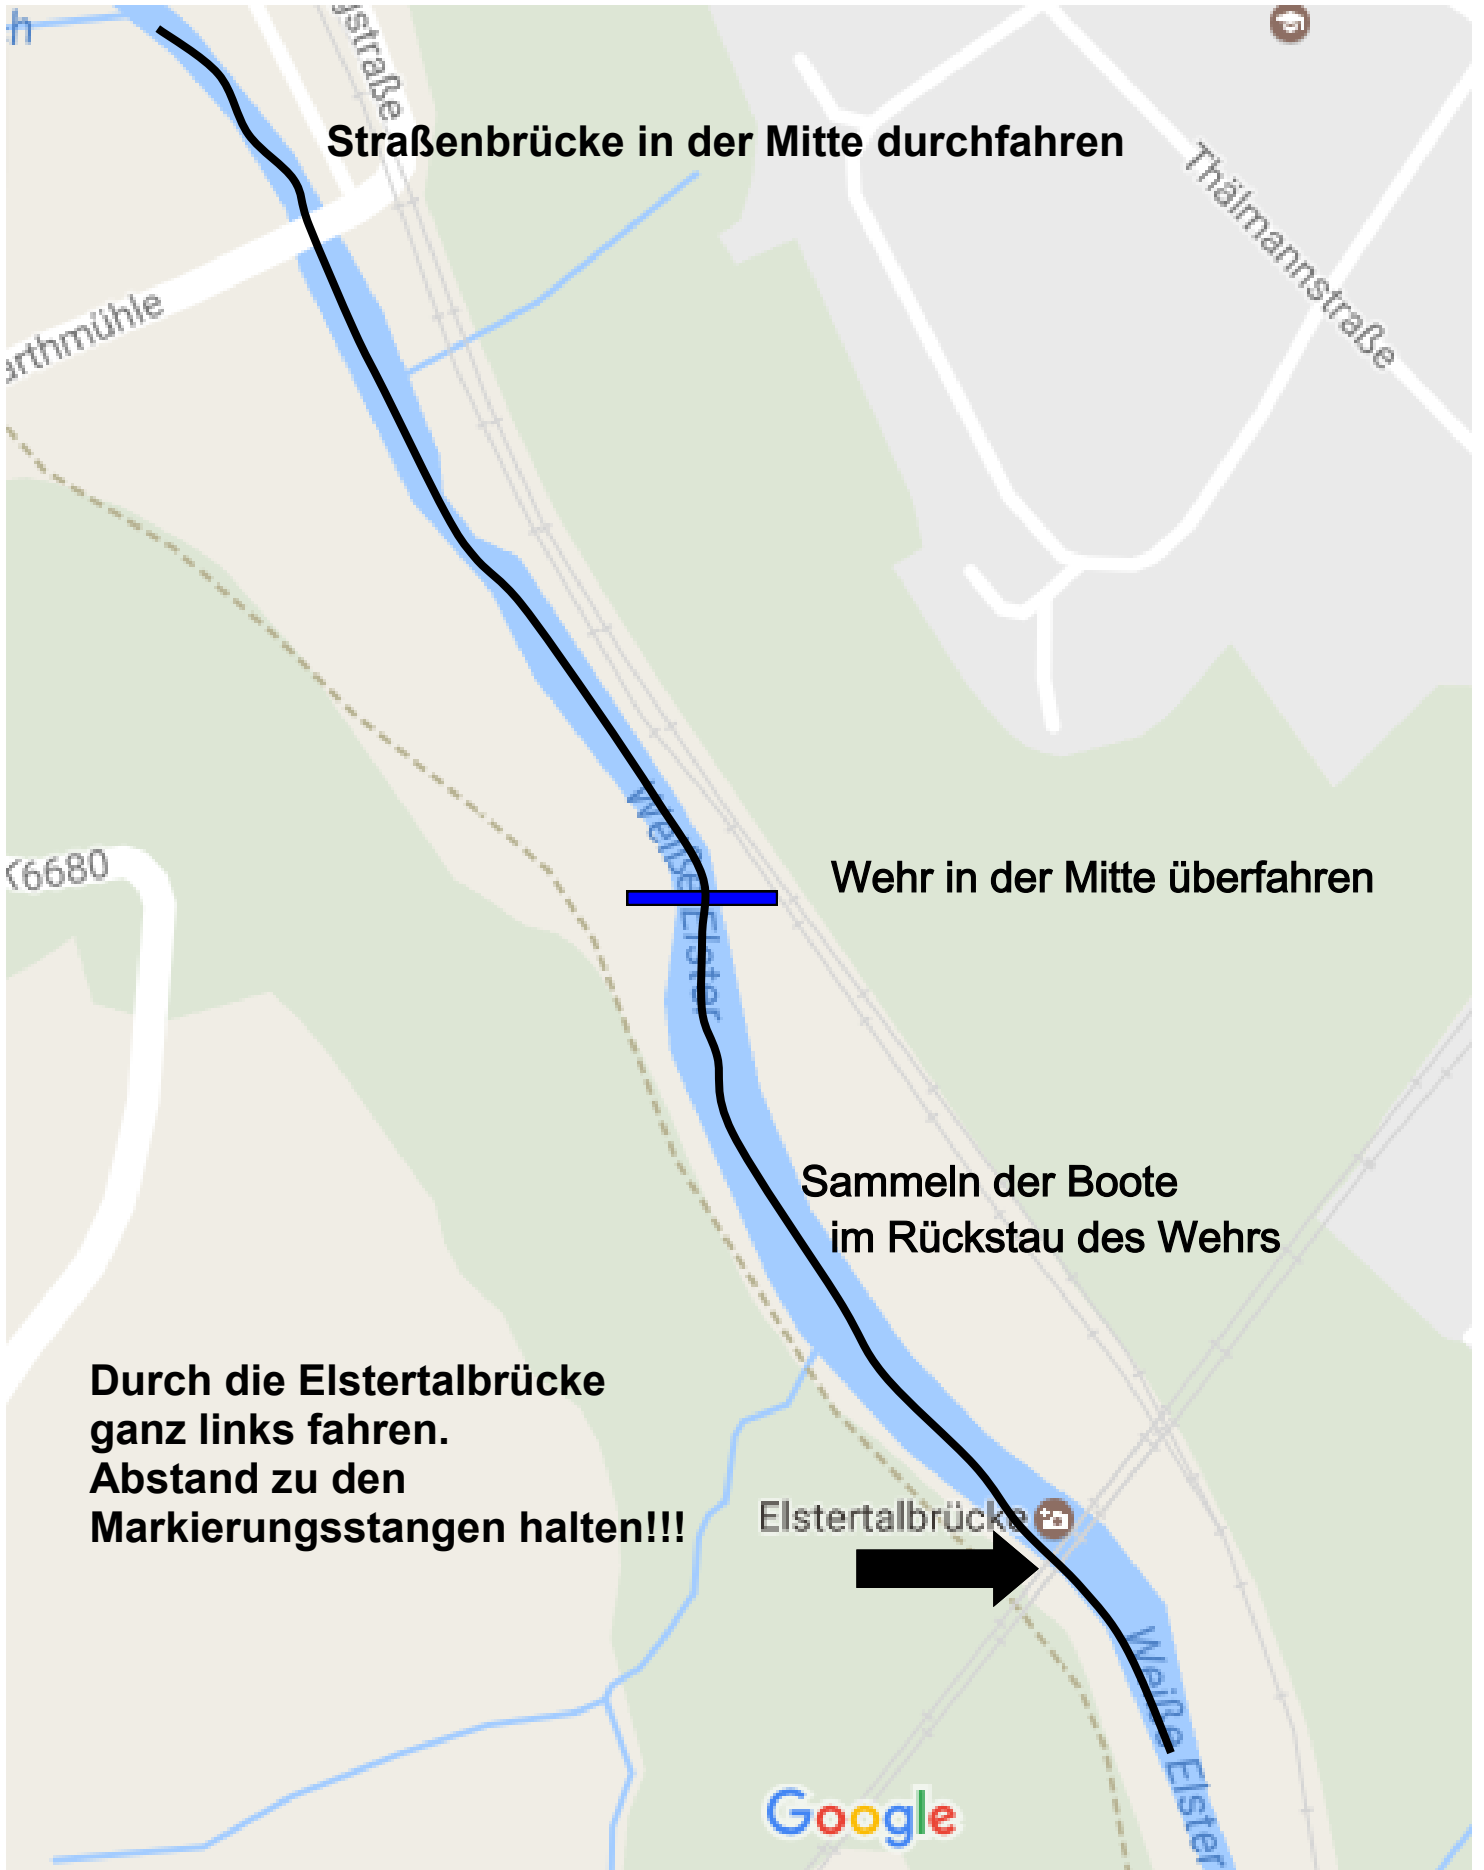 Straßenbrücke in der Mitte durchfahren
Thälmannstraße
K6680
Weiße Elster
Wehr in der Mitte überfahren
Sammeln der Boote
im Rückstau des Wehrs
Durch die Elstertalbrücke
ganz links fahren.
Abstand zu den
Markierungsstangen halten!!!
Elstertalbrücke
Weiße Elster
Google